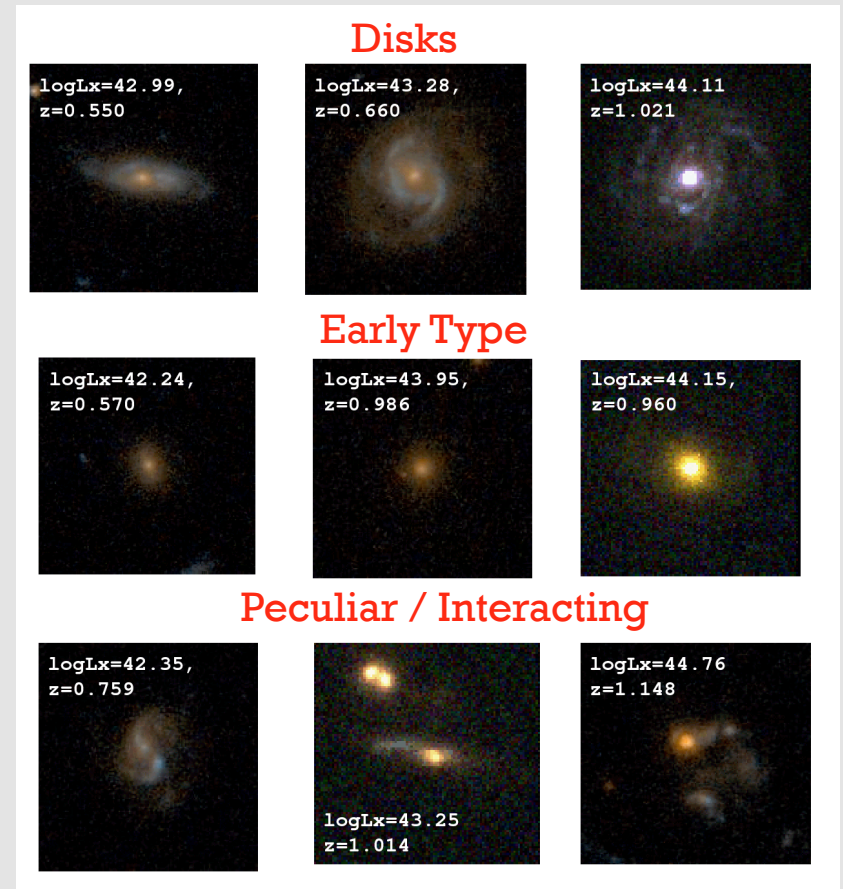 Disks
logLx=42.99,
z=0.550
logLx=43.28,
z=0.660
logLx=44.11
z=1.021
Early Type
logLx=42.24,
z=0.570
logLx=43.95,
z=0.986
logLx=44.15,
z=0.960
Peculiar / Interacting
logLx=42.35,
z=0.759
logLx=43.25
z=1.014
logLx=44.76
z=1.148